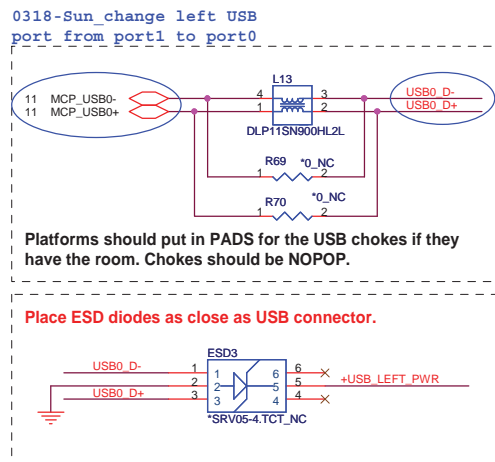 0318-Sun_change left USB
port from port1 to port0
L13
11 MCP_USB0- 4 3 USB0_D-
11 MCP_USB0+ 1 2 USB0_D+
DLP11SN900HL2L
R69 *0_NC
1 2
R70 *0_NC
1 2
Platforms should put in PADS for the USB chokes if they
have the room. Chokes should be NOPOP.
Place ESD diodes as close as USB connector.
ESD3
USB0_D- 1 1 6 6
2 2 5 5 +USB_LEFT_PWR
USB0_D+ 3 3 4 4
*SRV05-4.TCT_NC